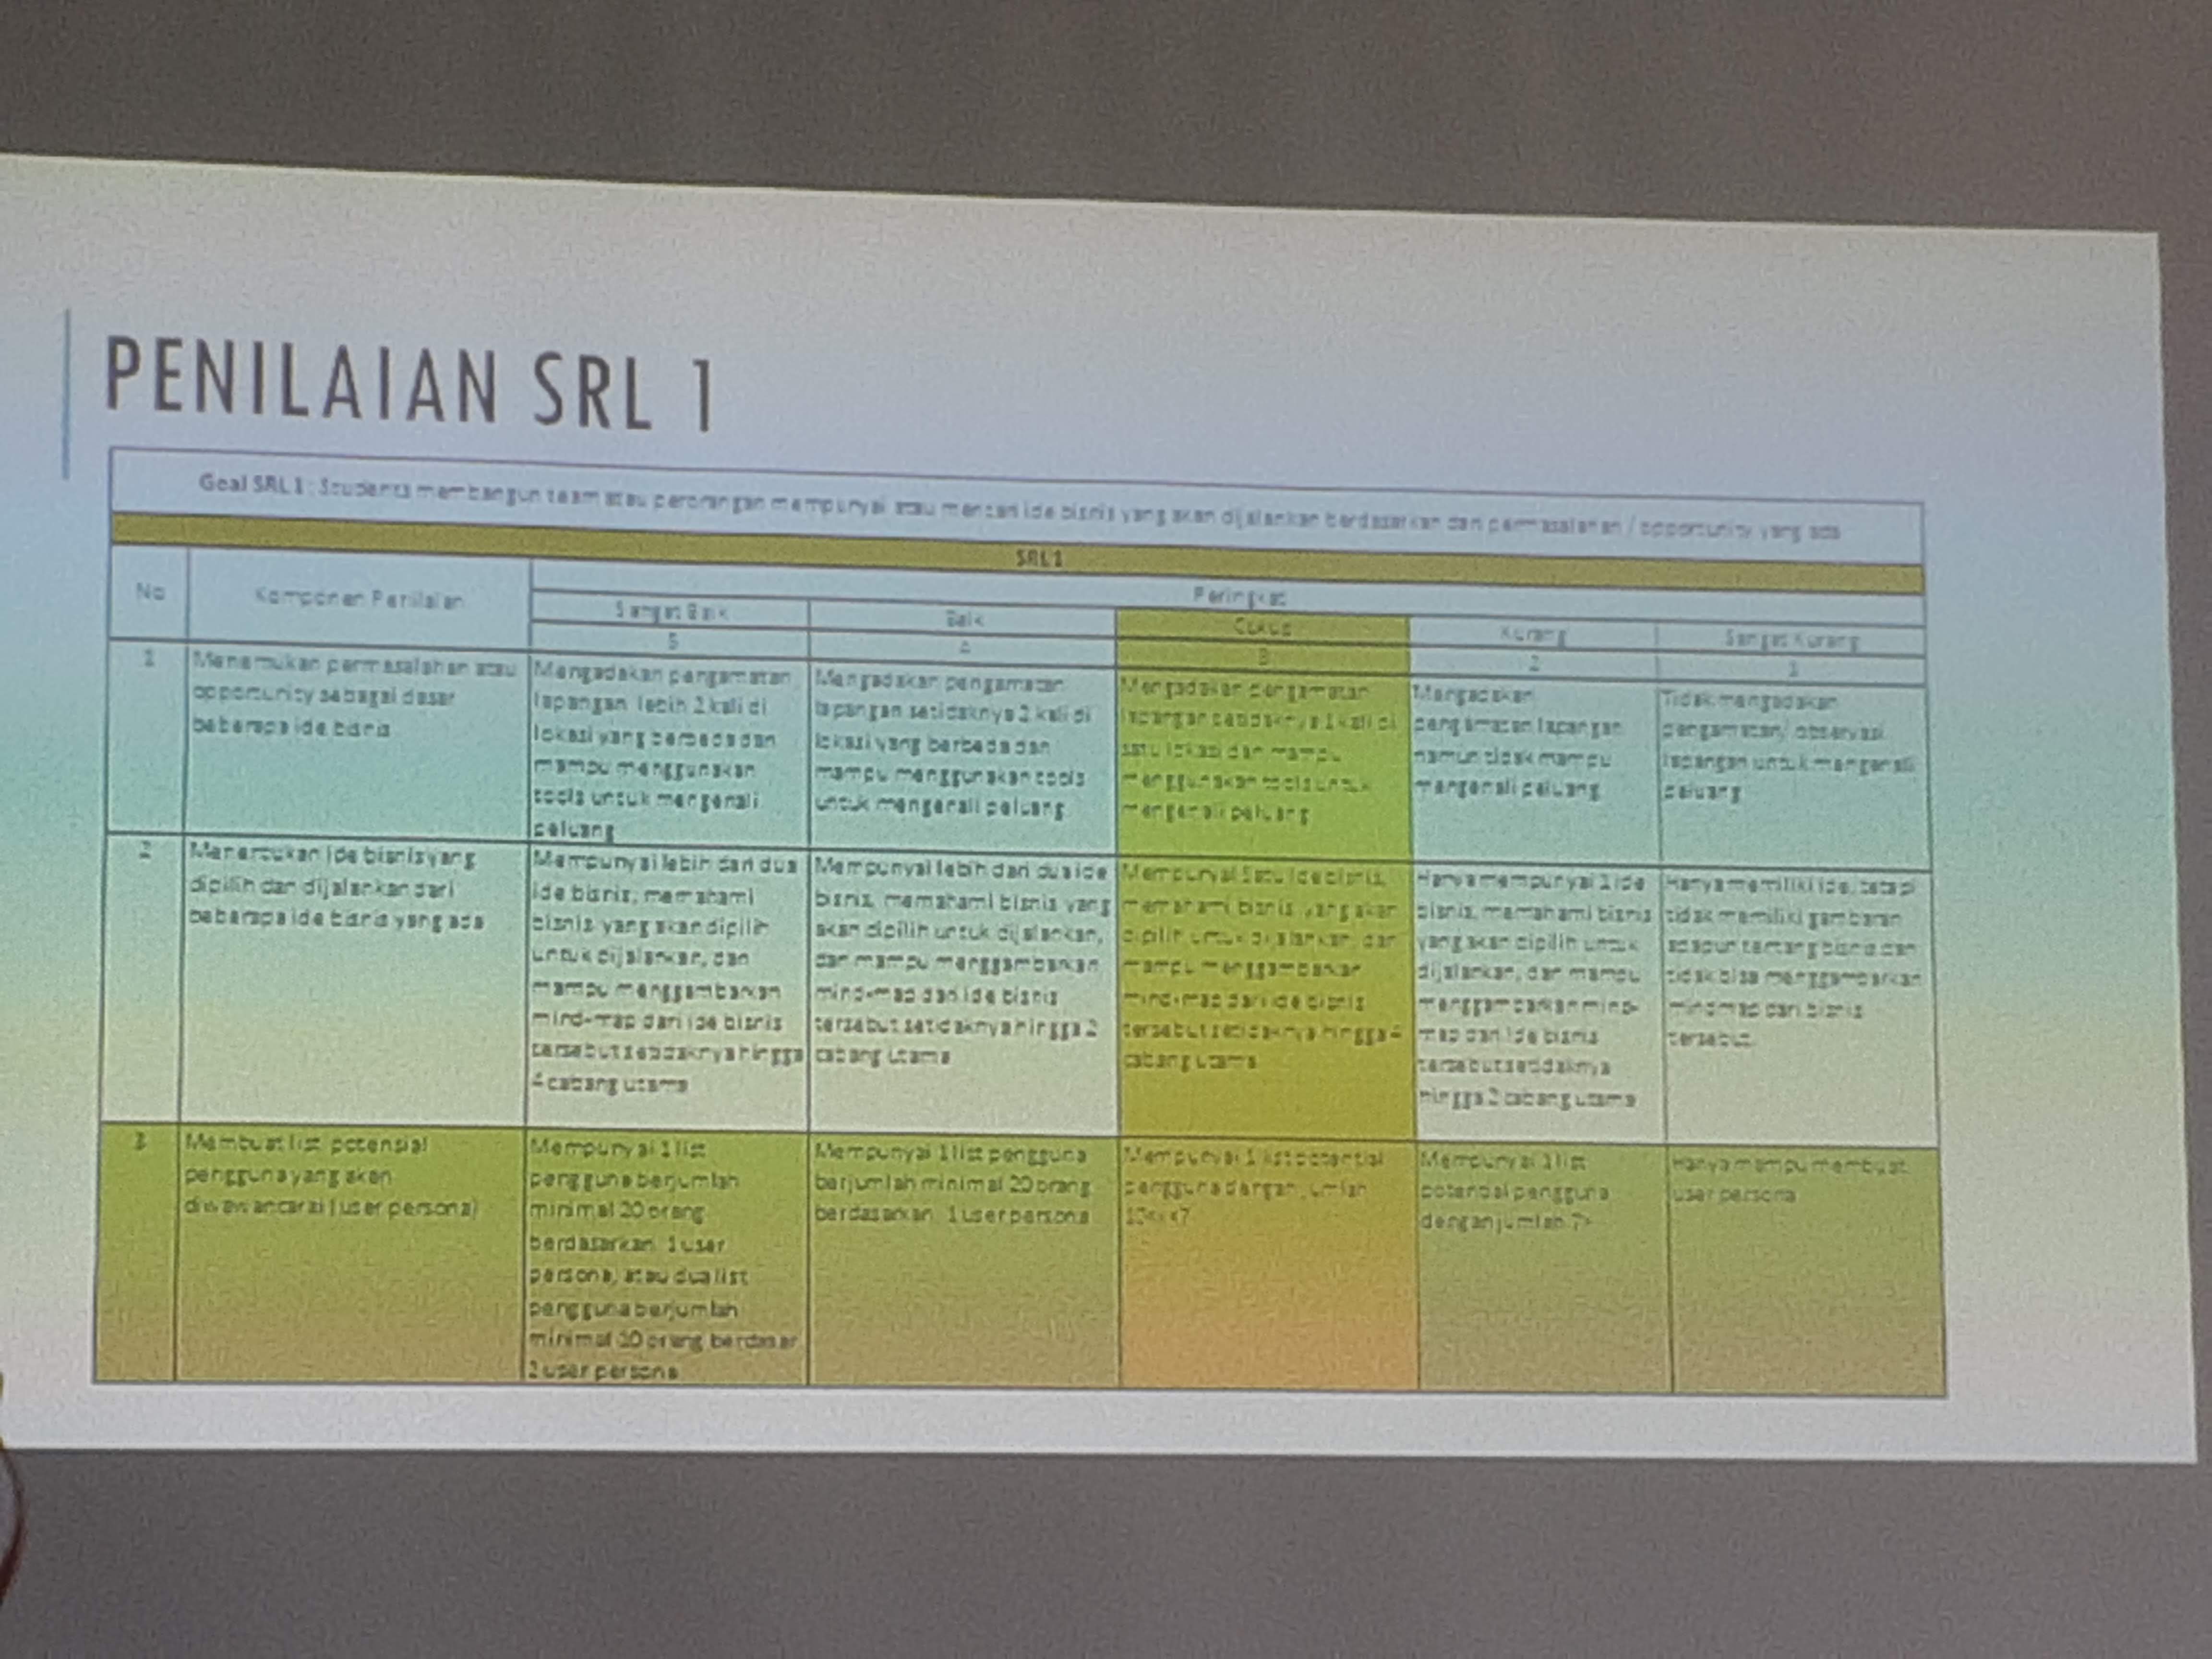 PENILAIAN SRL 1
Goal SRL 1 : Students membangun team atau perorangan mempunyai atau mencari ide bisnis yang akan dijalankan berdasarkan dari permasalahan / opportunity yang ada
SRL 1
No
Komponen Penilaian
Peringkat
Sangat Baik
Baik
Cukup
Kurang
Sangat Kurang
5
4
3
2
1
1
Menemukan permasalahan atau
opportunity sebagai dasar
beberapa ide bisnis
Mengadakan pengamatan
lapangan lebih 2 kali di
lokasi yang berbeda dan
mampu menggunakan
tools untuk mengenali
peluang
Mengadakan pengamatan
lapangan setidaknya 2 kali di
lokasi yang berbeda dan
mampu menggunakan tools
untuk mengenali peluang
Mengadakan pengamatan
lapangan setidaknya 1 kali di
satu lokasi dan mampu
menggunakan tools untuk
mengenali peluang
Mengadakan
pengamatan lapangan
namun tidak mampu
mengenali peluang
Tidak mengadakan
pengamatan/ observasi
lapangan untuk mengenali
peluang
2
Menentukan ide bisnis yang
dipilih dan dijalankan dari
beberapa ide bisnis yang ada
Mempunyai lebih dari dua
ide bisnis, memahami
bisnis yang akan dipilih
untuk dijalankan, dan
mampu menggambarkan
mind-map dari ide bisnis
tersebut setidaknya hingga
4 cabang utama
Mempunyai lebih dari dua ide
bisnis, memahami bisnis yang
akan dipilih untuk dijalankan,
dan mampu menggambarkan
mind-map dari ide bisnis
tersebut setidaknya hingga 2
cabang utama
Mempunyai Satu ide bisnis,
memahami bisnis yang akan
dipilih untuk dijalankan, dan
mampu menggambarkan
mind-map dari ide bisnis
tersebut setidaknya hingga 4
cabang utama
Hanya mempunyai 1 ide
bisnis, memahami bisnis
yang akan dipilih untuk
dijalankan, dan mampu
menggambarkan mind-
map dari ide bisnis
tersebut setidaknya
hingga 2 cabang utama
Hanya memiliki ide, tetapi
tidak memiliki gambaran
apapun tentang bisnis dan
tidak bisa menggambarkan
mindmap dari bisnis
tersebut.
3
Membuat list potensial
pengguna yang akan
diwawancarai (user persona)
Mempunyai 1 list
pengguna berjumlah
minimal 20 orang
berdasarkan 1 user
persona, atau dua list
pengguna berjumlah
minimal 10 orang berdasar
2 user persona
Mempunyai 1 list pengguna
berjumlah minimal 20 orang
berdasarkan 1 user persona
Mempunyai 1 list potential
pengguna dengan jumlah
Mempunyai 1 list
potensial pengguna
dengan jumlah 7>
Hanya mampu membuat
user persona